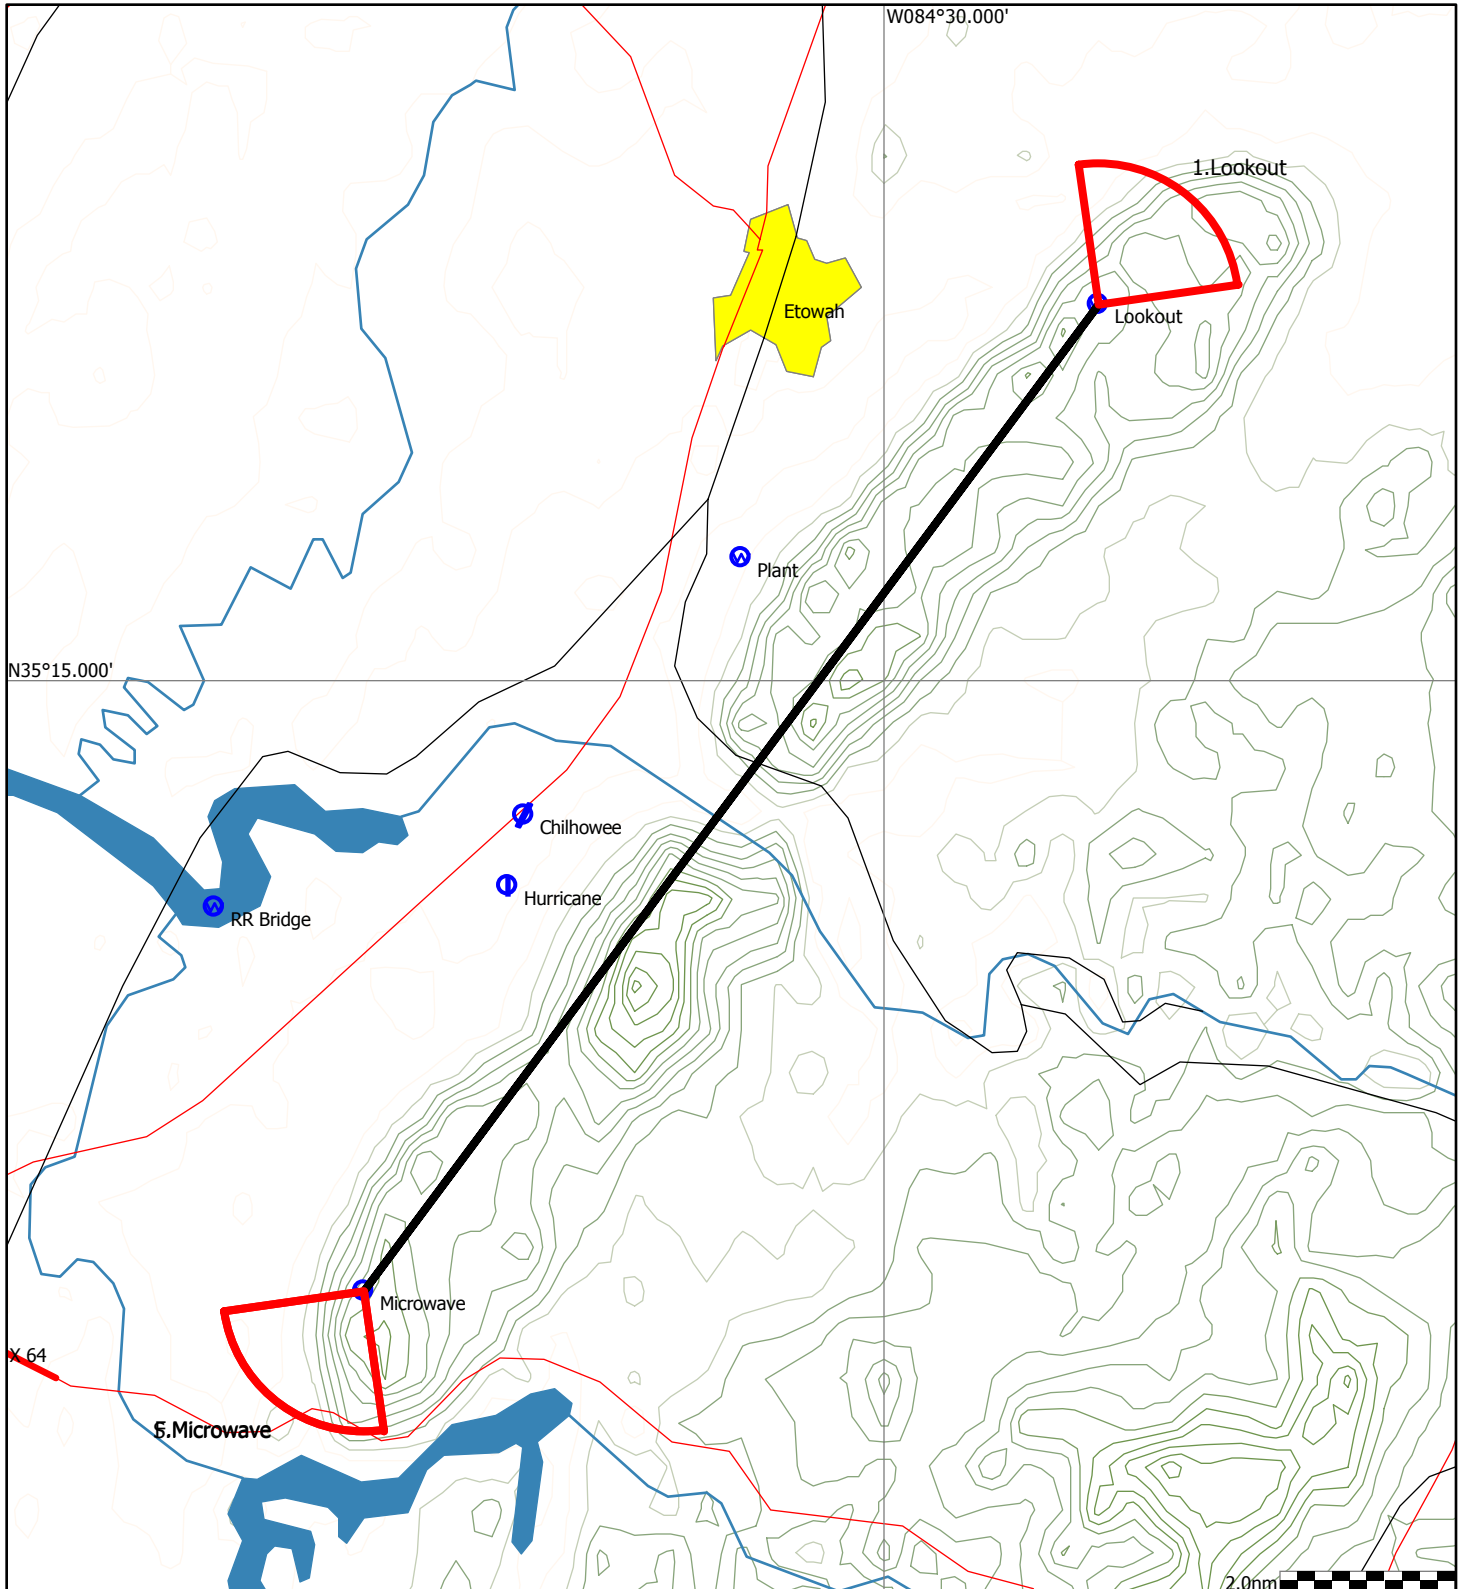 W084°30.000'
1.Lookout
Etowah
Lookout
Plant
N35°15.000'
Chilhowee
Hurricane
RR Bridge
Microwave
X 64
.Microwave
2.0nm